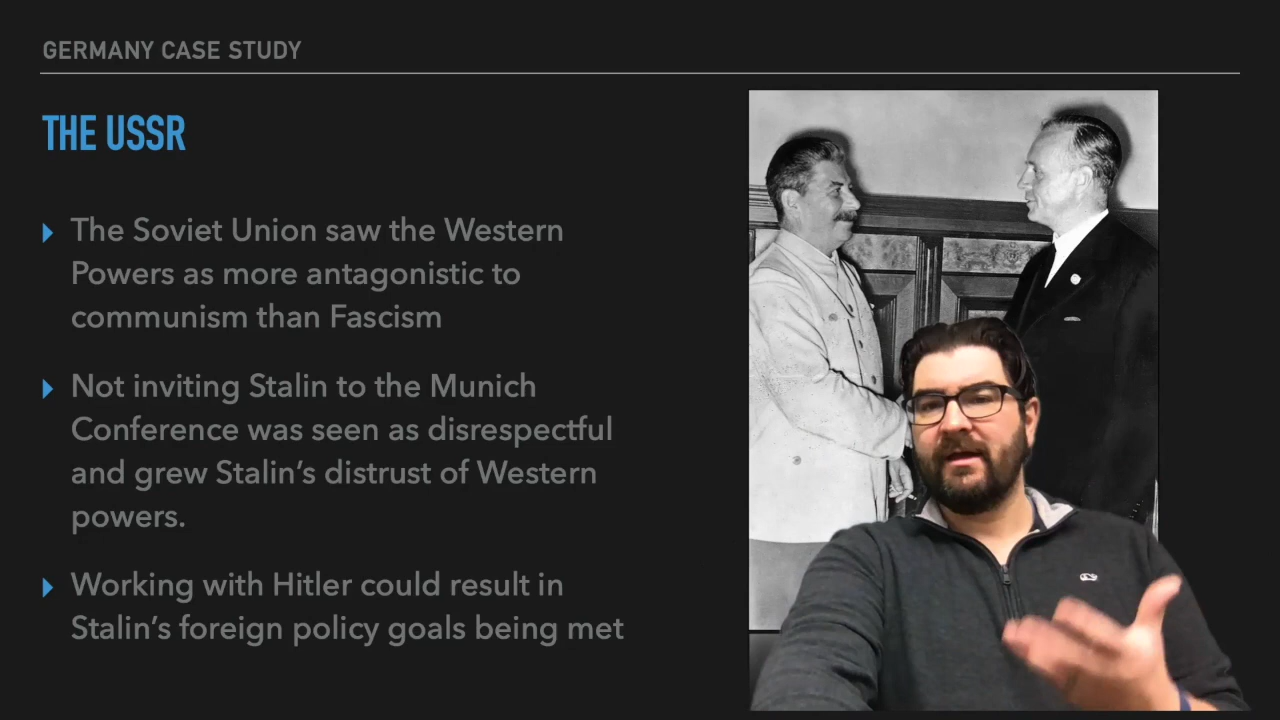 GERMANY CASE STUDY
THE USSR
The Soviet Union saw the Western
Powers as more antagonistic to
communism than Fascism
Not inviting Stalin to the Munich
Conference was seen as disrespectful
and grew Stalin's distrust of Western
powers.
Working with Hitler could result in
Stalin's foreign policy goals being met